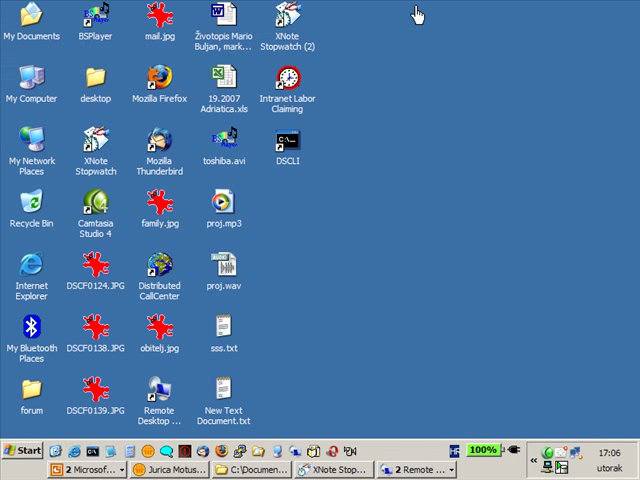 My Documents
BSPlayer
mail.jpg
Životopis Mario
Buljan, mark...
XNote
Stopwatch (2)
My Computer
desktop
Mozilla Firefox
19.2007
Adriatica.xls
Intranet Labor
Claiming
My Network
Places
XNote
Stopwatch
Mozilla
Thunderbird
toshiba.avi
DSCLI
Recycle Bin
Camtasia
Studio 4
family.jpg
proj.mp3
Internet
Explorer
DSCF0124.JPG
Distributed
CallCenter
proj.wav
My Bluetooth
Places
DSCF0138.JPG
obitelj.jpg
sss.txt
forum
DSCF0139.JPG
Remote
Desktop ...
New Text
Document.txt
Start
HR
100%
17:06
utorak
2 Microsof...
Jurica Motus...
C:\Documen...
XNote Stop...
2 Remote ...